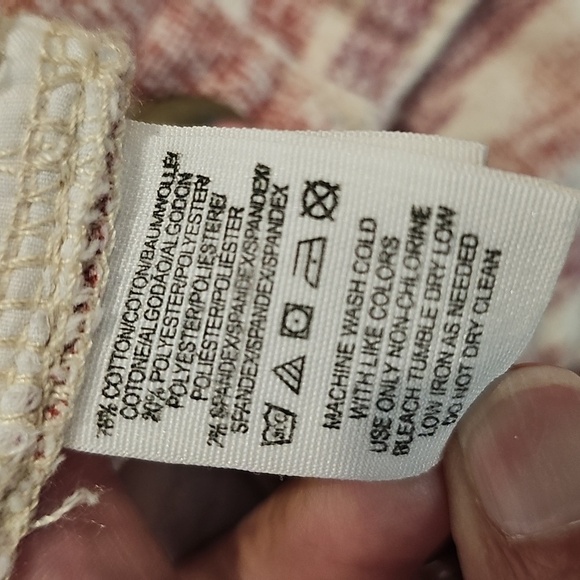 78% COTTON/COTON/BAUMWOLLE/
COTONE/ALGODÃO/ALGODON
20% POLYESTER/POLYESTER/
POLYESTER/POLIESTERE/
POLIESTER/POLIESTER
2% SPANDEX/SPANDEX/SPANDEX/
SPANDEX/SPANDEX/SPANDEX
MACHINE WASH COLD
WITH LIKE COLORS
USE ONLY NON-CHLORINE
BLEACH TUMBLE DRY LOW
LOW IRON AS NEEDED
DO NOT DRY CLEAN